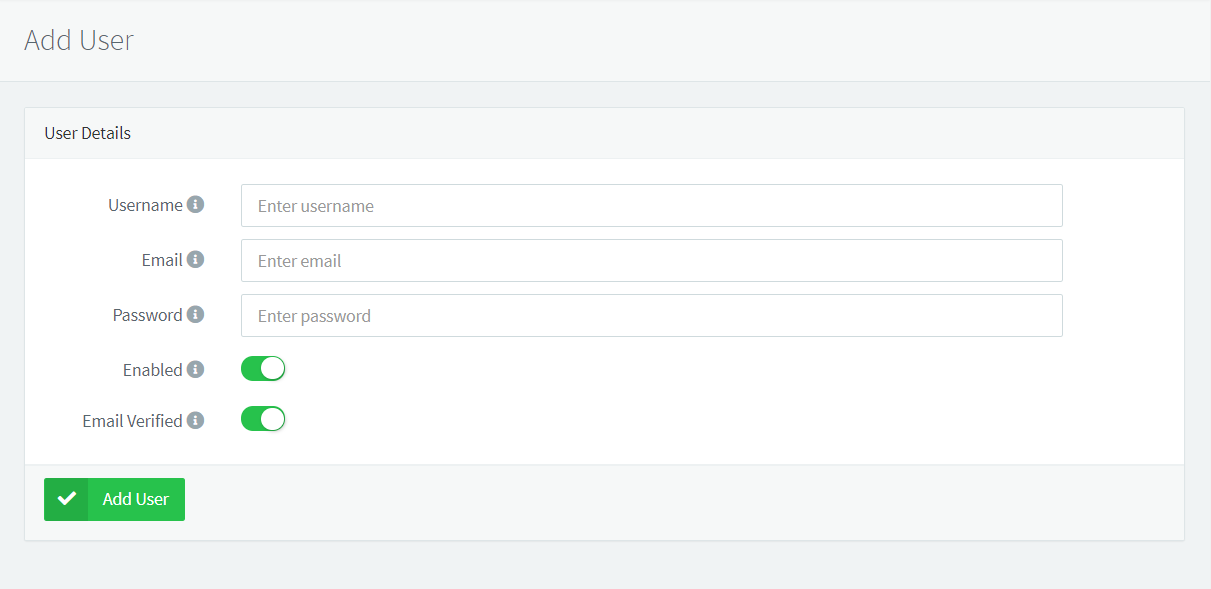 Add User
User Details
Username
Enter username
Email
Enter email
Password
Enter password
Enabled
Email Verified
Add User